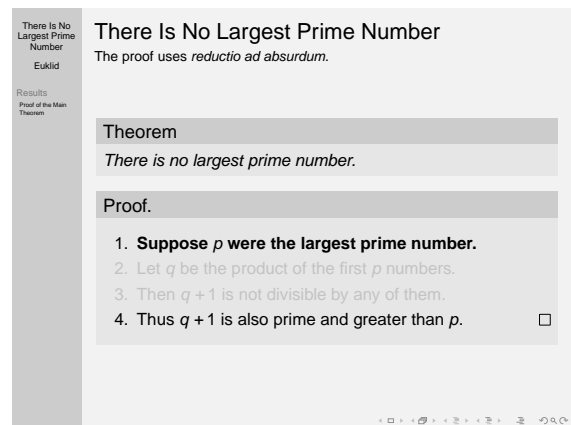 There Is No
Largest Prime
Number
Euklid
Results
Proof of the Main
Theorem
There Is No Largest Prime Number
The proof uses reductio ad absurdum.
Theorem
There is no largest prime number.
Proof.
1. Suppose p were the largest prime number.
2. Let q be the product of the first p numbers.
3. Then q + 1 is not divisible by any of them.
4. Thus q + 1 is also prime and greater than p. □